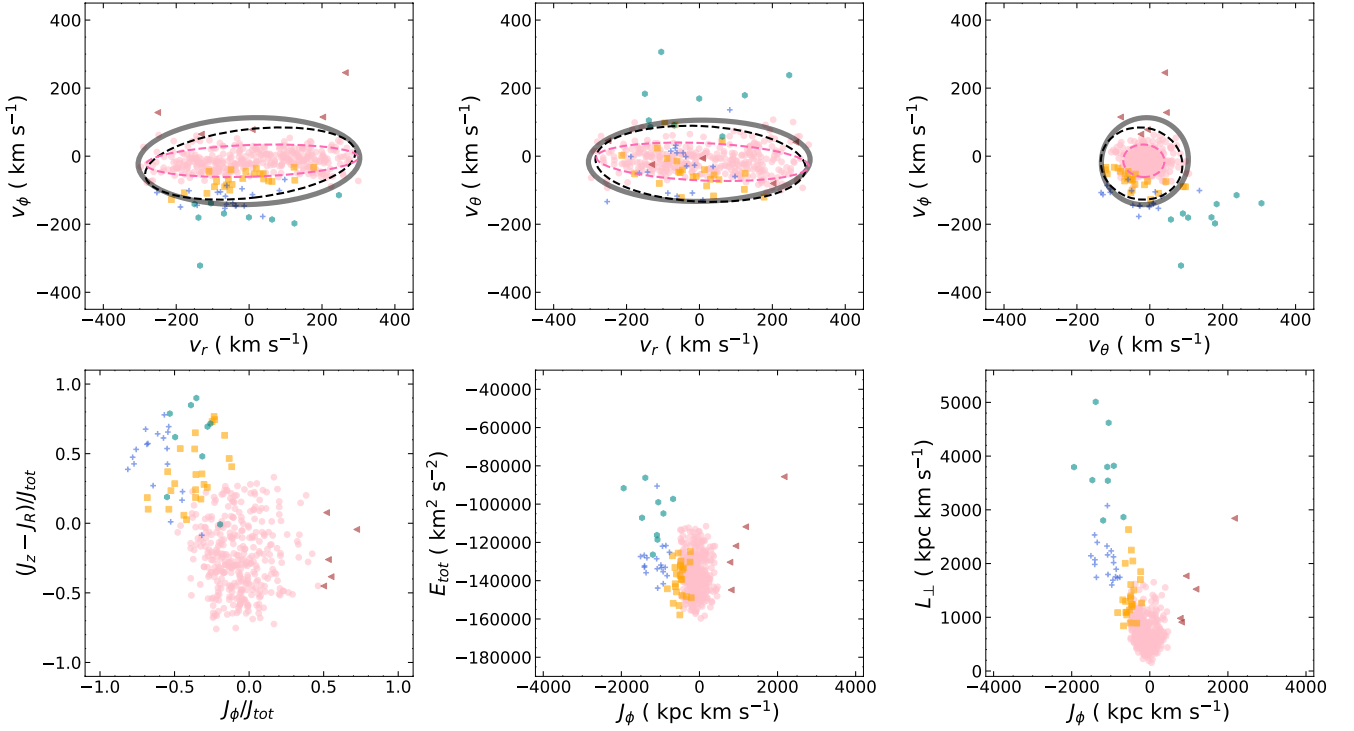 400
200
0
−200
−400
v_ϕ ( km s⁻¹)
−400 −200 0 200 400
v_r ( km s⁻¹)
400
200
0
−200
−400
v_θ ( km s⁻¹)
−400 −200 0 200 400
v_r ( km s⁻¹)
400
200
0
−200
−400
v_ϕ ( km s⁻¹)
−400 −200 0 200 400
v_θ ( km s⁻¹)
1.0
0.5
0.0
−0.5
−1.0
(J_z − J_R)/J_tot
−1.0 −0.5 0.0 0.5 1.0
J_ϕ/J_tot
−40000
−60000
−80000
−100000
−120000
−140000
−160000
−180000
E_tot ( km² s⁻²)
−4000 −2000 0 2000 4000
J_ϕ ( kpc km s⁻¹)
5000
4000
3000
2000
1000
0
L_⊥ ( kpc km s⁻¹)
−4000 −2000 0 2000 4000
J_ϕ ( kpc km s⁻¹)